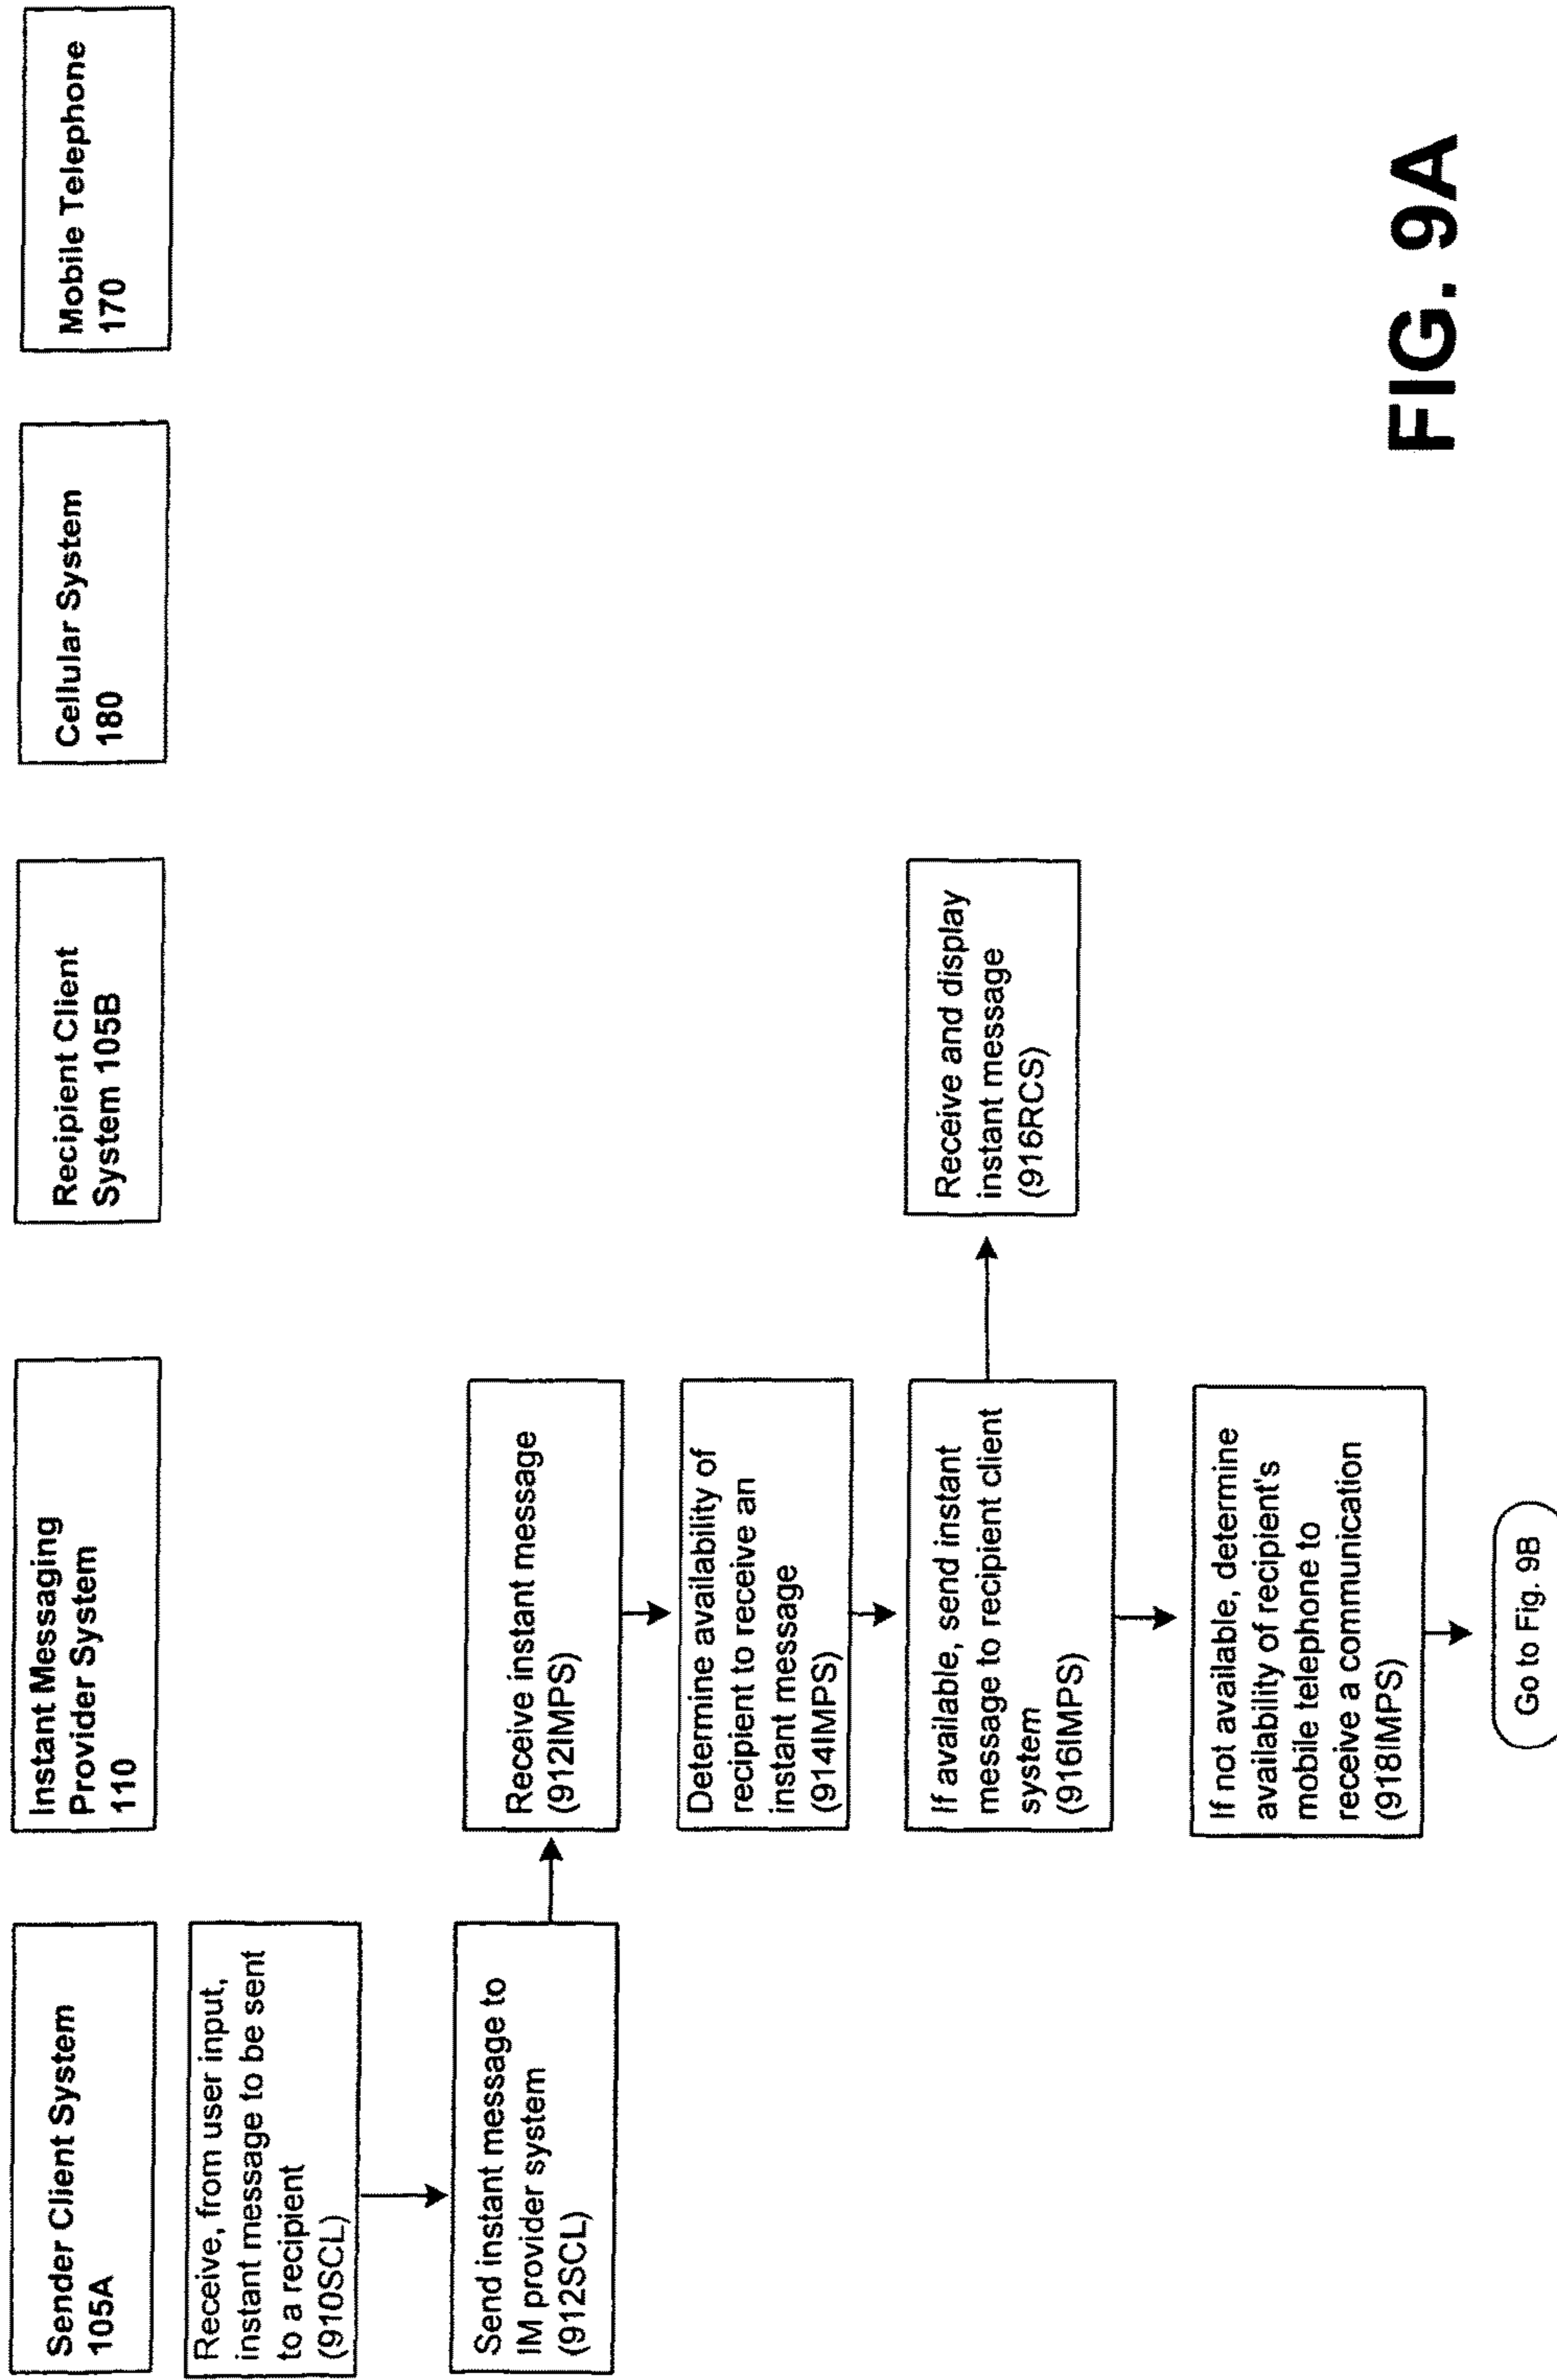 Sender Client System
105A
Instant Messaging
Provider System
110
Recipient Client
System 105B
Cellular System
180
Mobile Telephone
170
Receive, from user input,
instant message to be sent
to a recipient
(910SCL)
Send instant message to
IM provider system
(912SCL)
Receive instant message
(912IMPS)
Determine availability of
recipient to receive an
instant message
(914IMPS)
If available, send instant
message to recipient client
system
(916IMPS)
Receive and display
instant message
(916RCS)
If not available, determine
availability of recipient's
mobile telephone to
receive a communication
(918IMPS)
Go to Fig. 9B
FIG. 9A